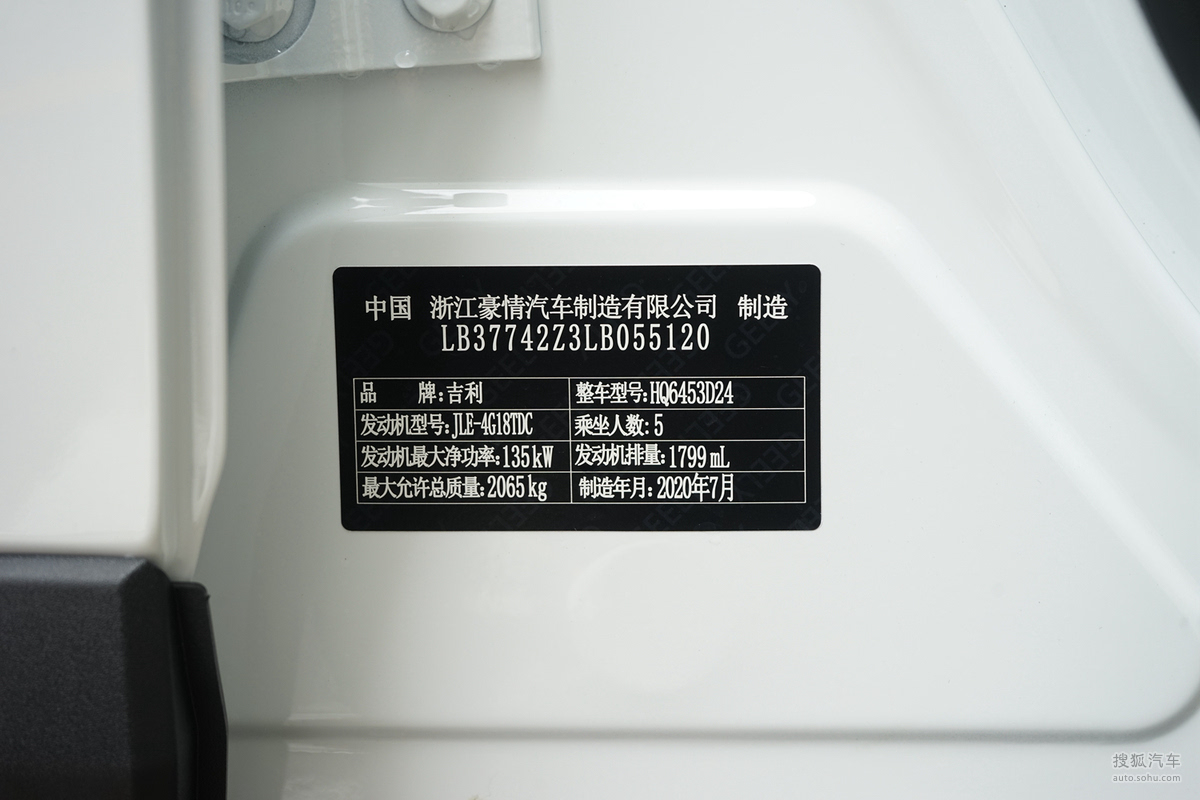 中国 浙江豪情汽车制造有限公司 制造
LB37742Z3LB055120
品 牌:吉利 整车型号:HQ6453D24
发动机型号:JLE-4G18TDC 乘坐人数:5
发动机最大净功率:135kW 发动机排量:1799mL
最大允许总质量:2065kg 制造年月:2020年7月
搜狐汽车
auto.sohu.com